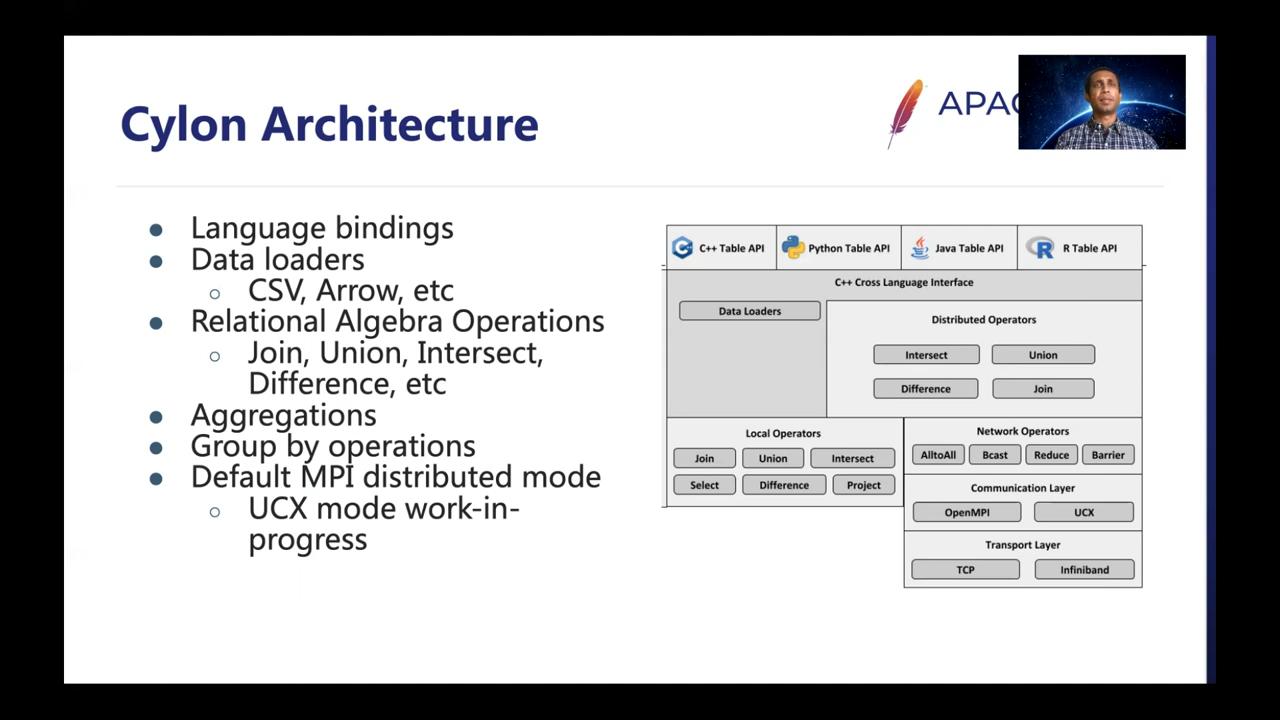 Cylon Architecture
Language bindings
Data loaders
CSV, Arrow, etc
Relational Algebra Operations
Join, Union, Intersect,
Difference, etc
Aggregations
Group by operations
Default MPI distributed mode
UCX mode work-in-
progress
C++ Table API
Python Table API
Java Table API
R Table API
C++ Cross Language Interface
Data Loaders
Distributed Operators
Intersect
Union
Difference
Join
Local Operators
Join
Union
Intersect
Select
Difference
Project
Network Operators
AlltoAll
Bcast
Reduce
Barrier
Communication Layer
OpenMPI
UCX
Transport Layer
TCP
Infiniband